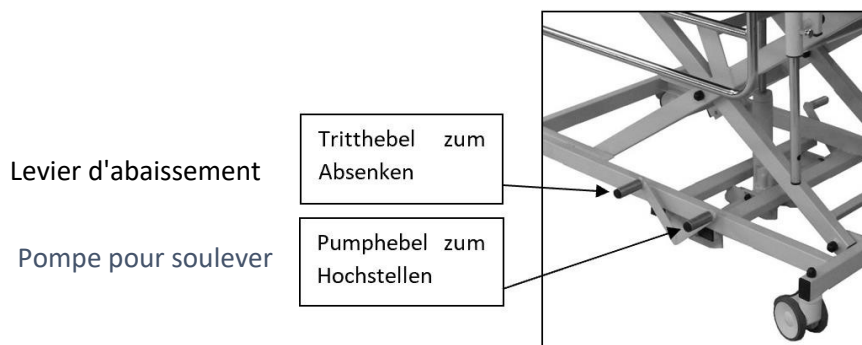 Levier d'abaissement
Tritthebel zum
Absenken
Pompe pour soulever
Pumphebel zum
Hochstellen